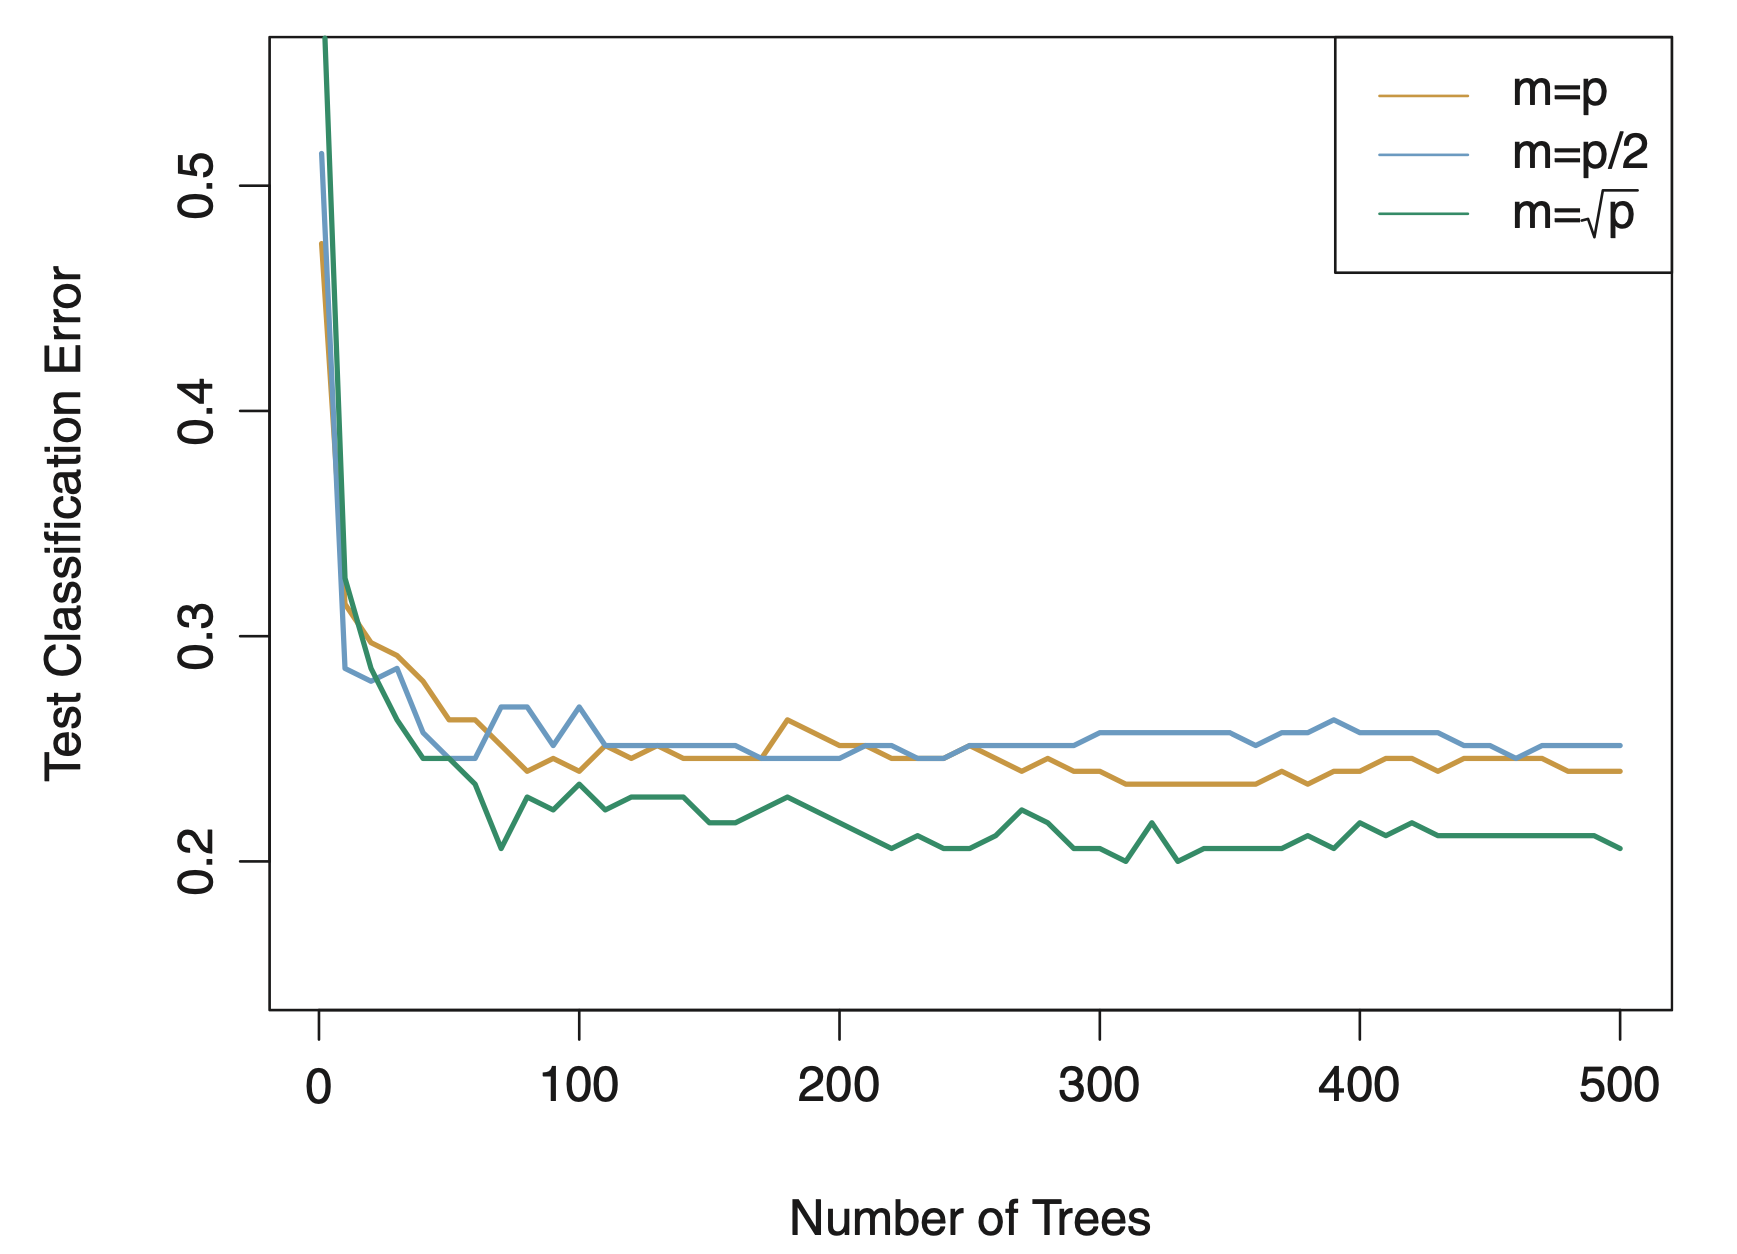 m=p
m=p/2
m=√p
Test Classification Error
0.5
0.4
0.3
0.2
0 100 200 300 400 500
Number of Trees